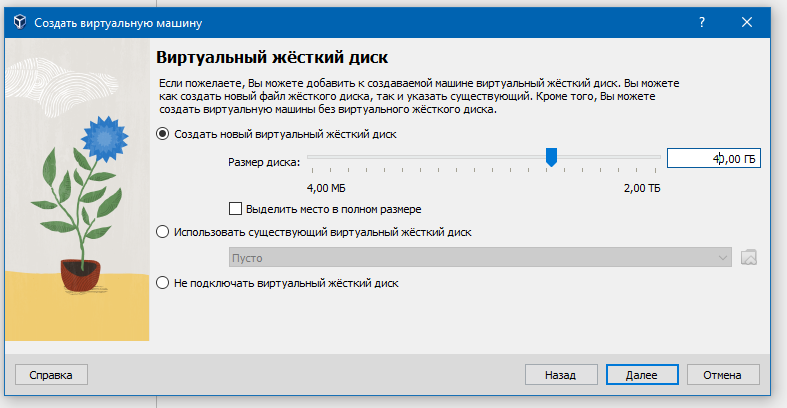 Создать виртуальную машину
Виртуальный жёсткий диск
Если пожелаете, Вы можете добавить к создаваемой машине виртуальный жёсткий диск. Вы можете
как создать новый файл жёсткого диска, так и указать существующий. Кроме того, Вы можете
создать виртуальную машины без виртуального жёсткого диска.
Создать новый виртуальный жёсткий диск
Размер диска: 40,00 ГБ
4,00 МБ 2,00 ТБ
Выделить место в полном размере
Использовать существующий виртуальный жёсткий диск
Пусто
Не подключать виртуальный жёсткий диск
Справка Назад Далее Отмена